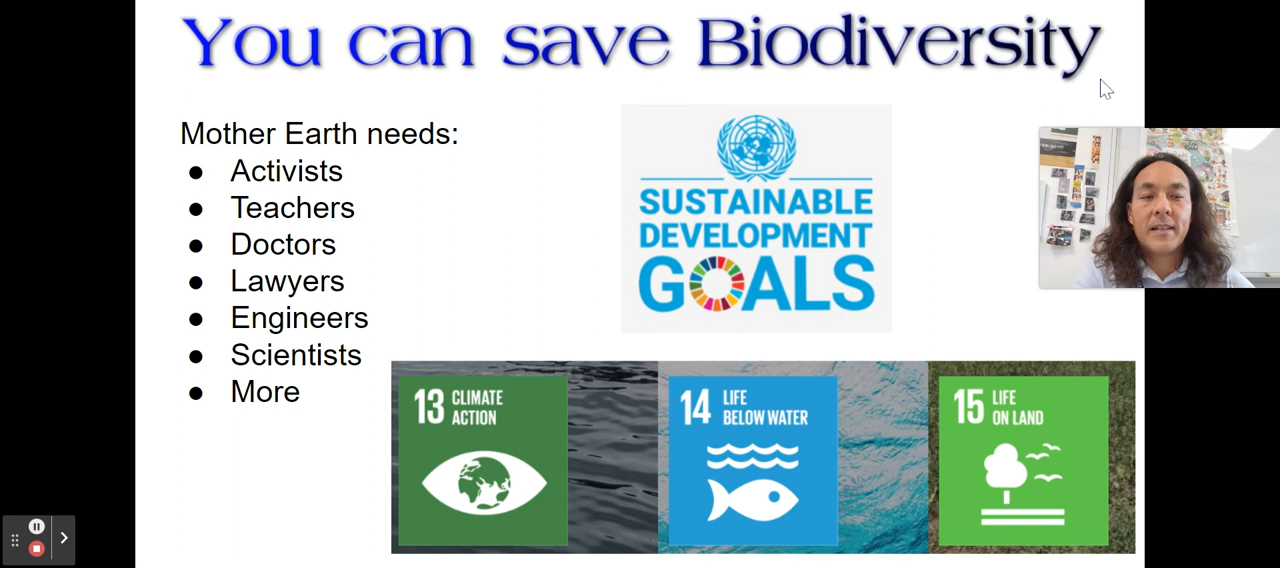 You can save Biodiversity
Mother Earth needs:
● Activists
● Teachers
● Doctors
● Lawyers
● Engineers
● Scientists
● More
SUSTAINABLE
DEVELOPMENT
GOALS
13 CLIMATE
ACTION
14 LIFE
BELOW WATER
15 LIFE
ON LAND